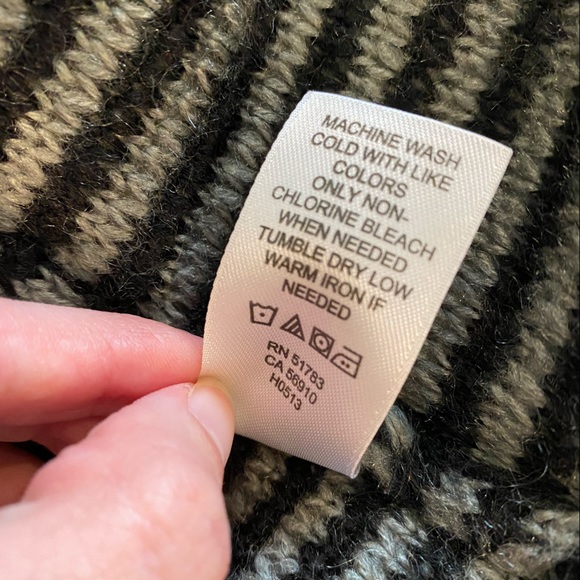 MACHINE WASH
COLD WITH LIKE
COLORS
ONLY NON-
CHLORINE BLEACH
WHEN NEEDED
TUMBLE DRY LOW
WARM IRON IF
NEEDED
RN 51783
CA 56910
H0513